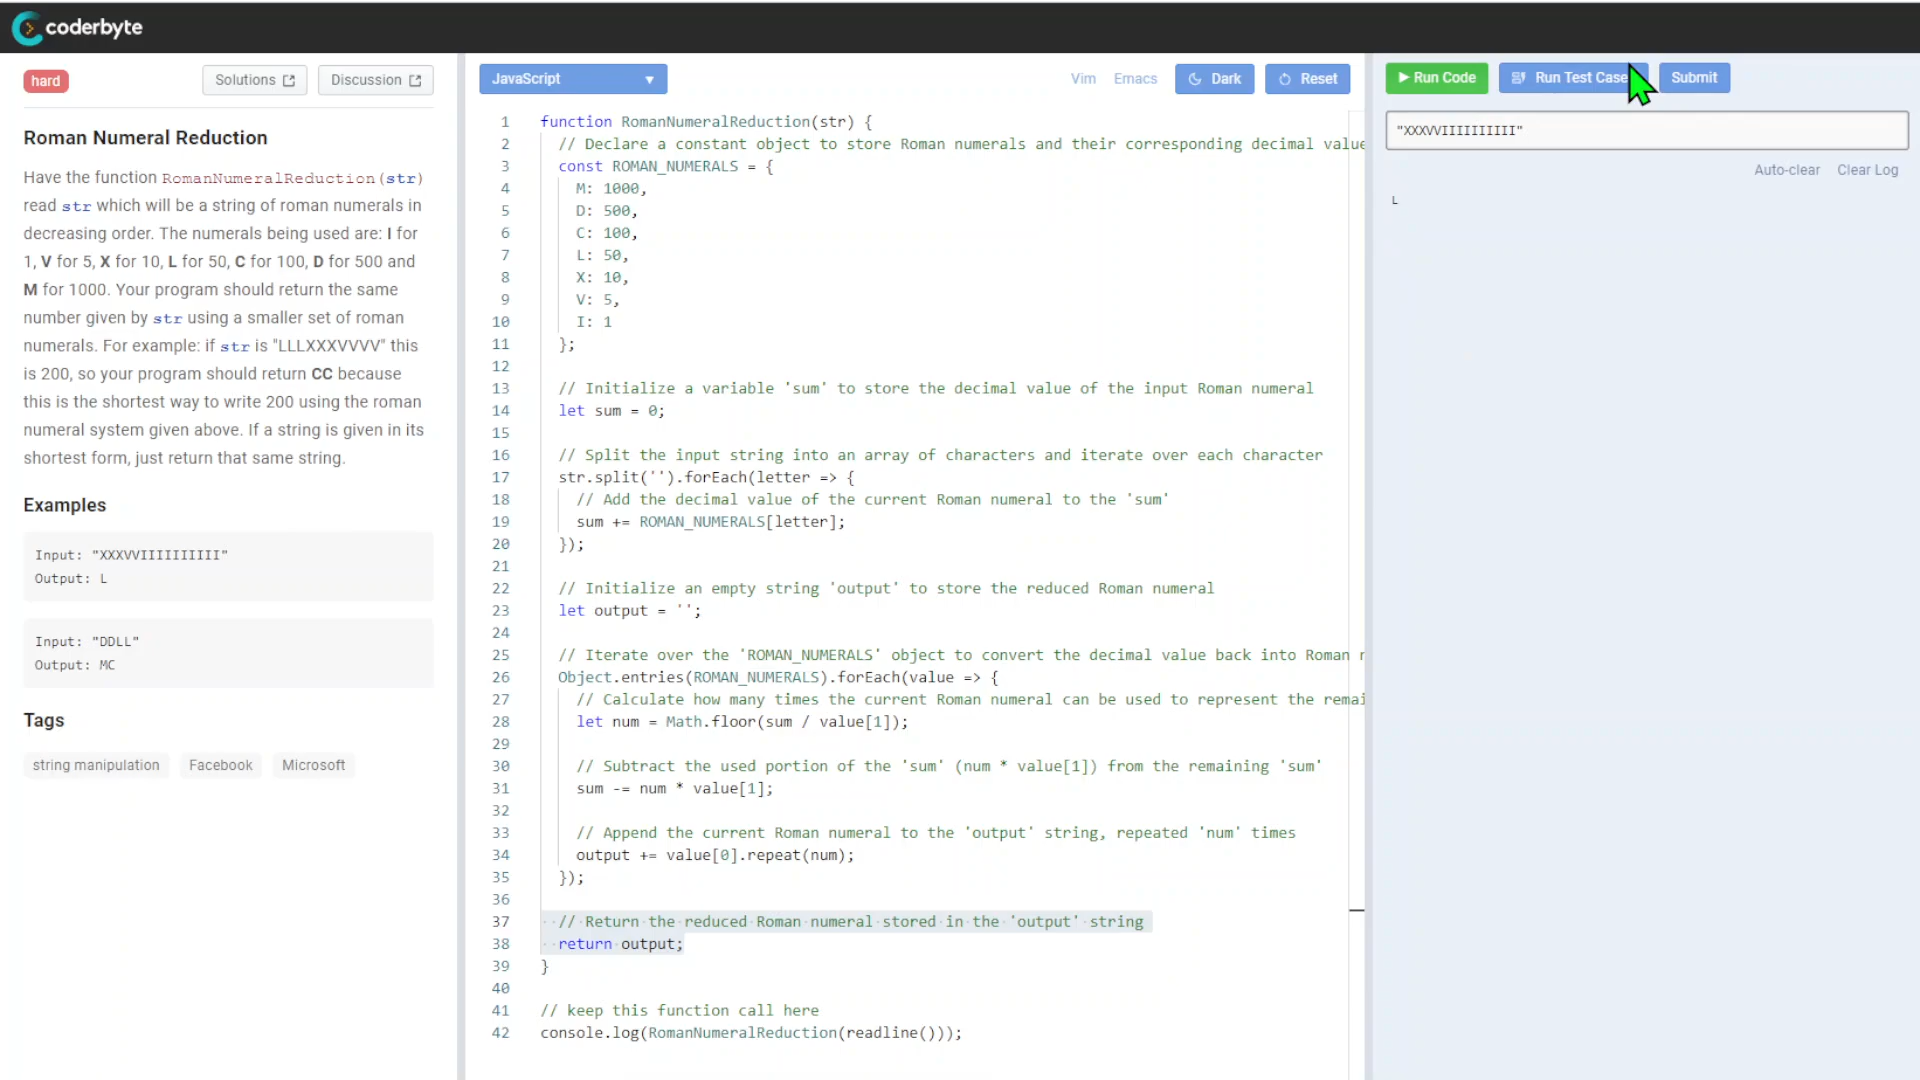 coderbyte
hard
Solutions
Discussion
Roman Numeral Reduction
Have the function RomanNumeralReduction(str)
read str which will be a string of roman numerals in
decreasing order. The numerals being used are: I for
1, V for 5, X for 10, L for 50, C for 100, D for 500 and
M for 1000. Your program should return the same
number given by str using a smaller set of roman
numerals. For example: if str is "LLLXXXVVVV" this
is 200, so your program should return CC because
this is the shortest way to write 200 using the roman
numeral system given above. If a string is given in its
shortest form, just return that same string.
Examples
Input: "XXXVVIIIIIIIIII"
Output: L
Input: "DDLL"
Output: MC
Tags
string manipulation
Facebook
Microsoft
JavaScript
Vim
Emacs
Dark
Reset
1 function RomanNumeralReduction(str) {
2 // Declare a constant object to store Roman numerals and their corresponding decimal value
3 const ROMAN_NUMERALS = {
4 M: 1000,
5 D: 500,
6 C: 100,
7 L: 50,
8 X: 10,
9 V: 5,
10 I: 1
11 };
12
13 // Initialize a variable 'sum' to store the decimal value of the input Roman numeral
14 let sum = 0;
15
16 // Split the input string into an array of characters and iterate over each character
17 str.split('').forEach(letter => {
18 // Add the decimal value of the current Roman numeral to the 'sum'
19 sum += ROMAN_NUMERALS[letter];
20 });
21
22 // Initialize an empty string 'output' to store the reduced Roman numeral
23 let output = '';
24
25 // Iterate over the 'ROMAN_NUMERALS' object to convert the decimal value back into Roman
26 Object.entries(ROMAN_NUMERALS).forEach(value => {
27 // Calculate how many times the current Roman numeral can be used to represent the remai
28 let num = Math.floor(sum / value[1]);
29
30 // Subtract the used portion of the 'sum' (num * value[1]) from the remaining 'sum'
31 sum -= num * value[1];
32
33 // Append the current Roman numeral to the 'output' string, repeated 'num' times
34 output += value[0].repeat(num);
35 });
36
37 // Return the reduced Roman numeral stored in the 'output' string
38 return output;
39 }
40
41 // keep this function call here
42 console.log(RomanNumeralReduction(readline()));
Run Code
Run Test Case
Submit
"XXXVVIIIIIIIIII"
Auto-clear
Clear Log
L